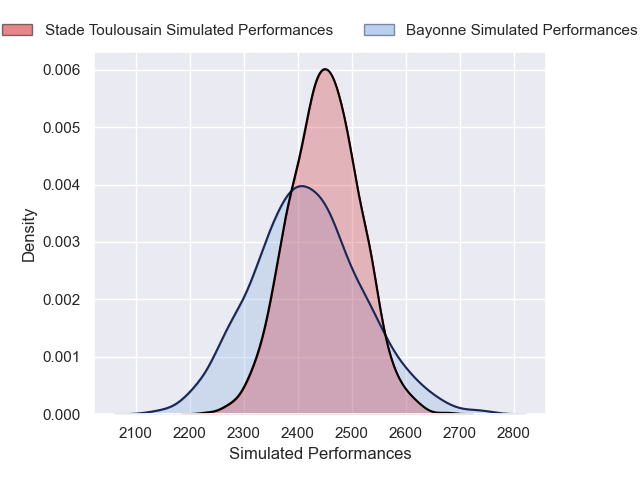 Stade Toulousain Simulated Performances
Bayonne Simulated Performances
0.006
0.005
0.004
0.003
0.002
0.001
0.000
Density
2100 2200 2300 2400 2500 2600 2700 2800
Simulated Performances